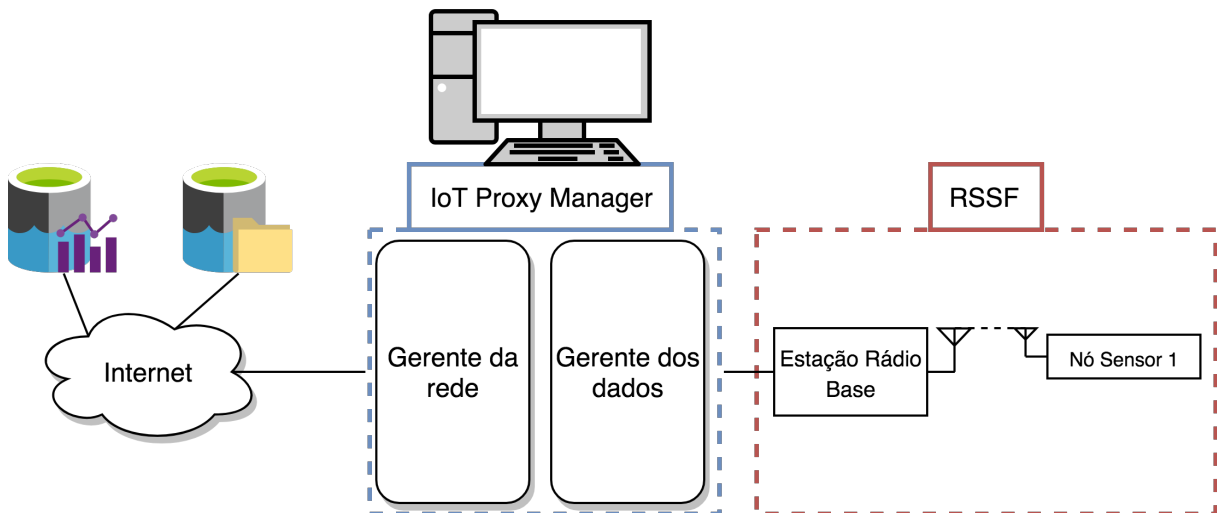 IoT Proxy Manager
RSSF
Internet
Gerente da
rede
Gerente dos
dados
Estação Rádio
Base
Nó Sensor 1